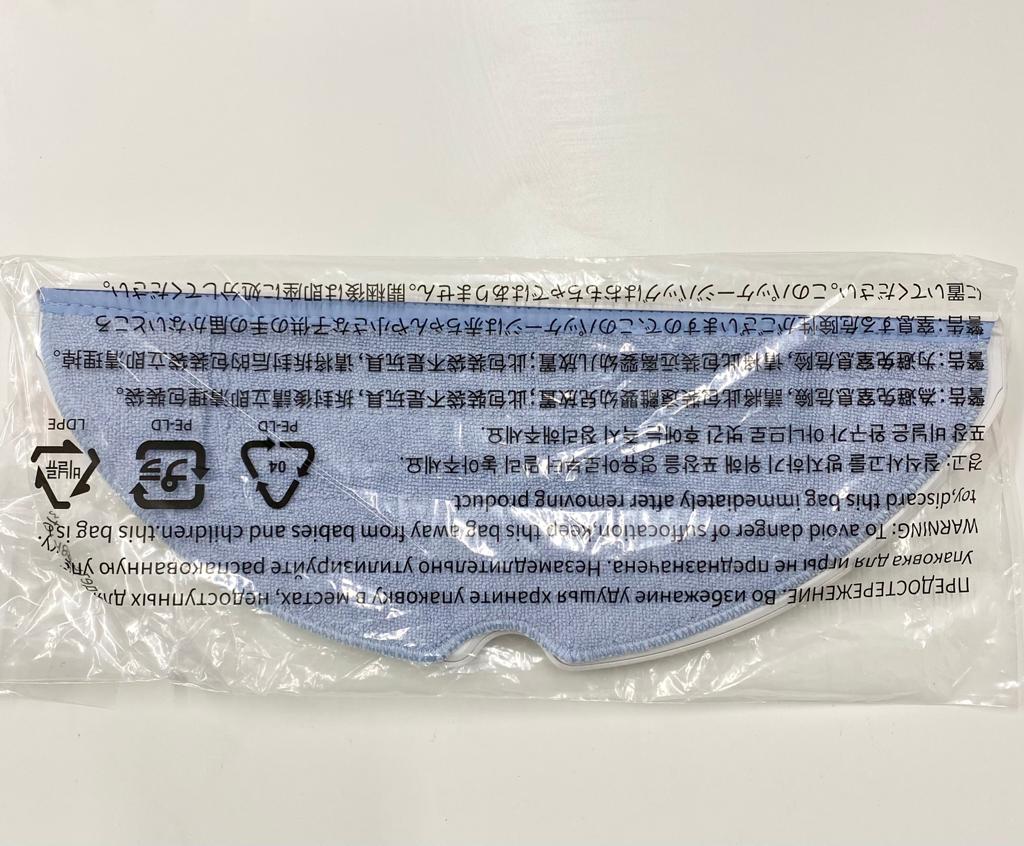 ПРЕДОСТЕРЕЖЕНИЕ. Во избежание удушья храните упаковку в местах, недоступных
Упаковка для игры не предназначена. Незамедлительно утилизируйте распакованную
WARNING: To avoid danger of suffocation,keep this bag away from babies and children.this bag is
toy,discard this bag immediately after removing product
경고: 질식사고를 방지하기 위해 포장을 영유아로부터 멀리 놓아주세요.
포장 비닐은 완구가 아니므로 벗긴 후에는 즉시 정리해주세요.
警告：為避免窒息危險，請將此包裝遠離嬰幼兒放置；此包裝袋不是玩具，拆封後請立即清理包裝袋。
警告：为避免窒息危险，请将此包装远离婴幼儿放置；此包装袋不是玩具，请将拆封后的包装袋立即清理掉。
警告：窒息する危険性がございますので、このパッケージは赤ちゃんや小さな子供の手の届かないところ
に置いてください。このパッケージバッグはおもちゃではありません。開梱後は即座に処分してください。
04
PE-LD
プラ
PE-LD
비닐류
LDPE